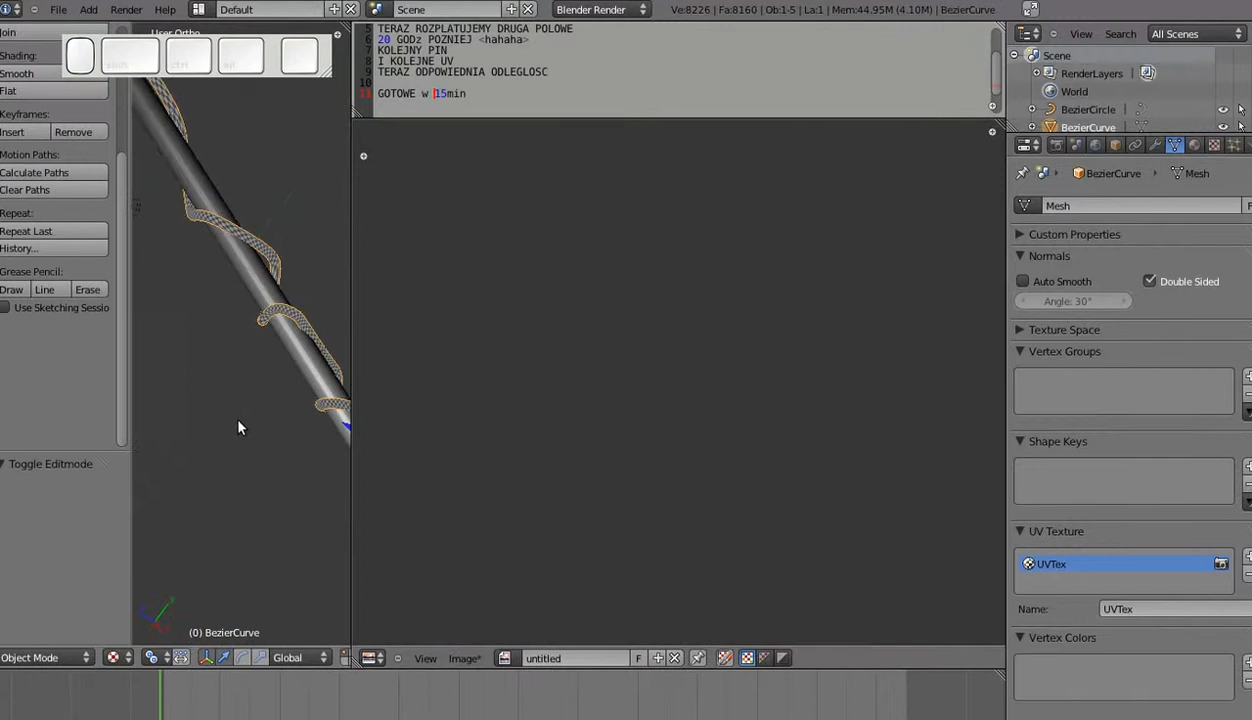 File Add Render Help Default Scene Blender Render Ve:8226 | Fa:8160 | Ob:1-5 | La:1 | Mem:44.95M (4.10M) | BezierCurve
Join
Shading:
Smooth
Flat
Keyframes:
Insert Remove
Motion Paths:
Calculate Paths
Clear Paths
Repeat:
Repeat Last
History...
Grease Pencil:
Draw Line Erase
Use Sketching Sessio
Toggle Editmode
User Ortho
(0) BezierCurve
Object Mode Global
5 TERAZ ROZPLATUJEMY DRUGA POLOWE
6 20 GODz POZNIEJ <hahaha>
7 KOLEJNY PIN
8 I KOLEJNE UV
9 TERAZ ODPOWIEDNIA ODLEGLOSC
10
11 GOTOWE w 15min
View Image* untitled F
View Search All Scenes
Scene
RenderLayers
World
BezierCircle
BezierCurve
BezierCurve Mesh
Mesh F
Custom Properties
Normals
Auto Smooth Double Sided
Angle: 30°
Texture Space
Vertex Groups
Shape Keys
UV Texture
UVTex
Name: UVTex
Vertex Colors